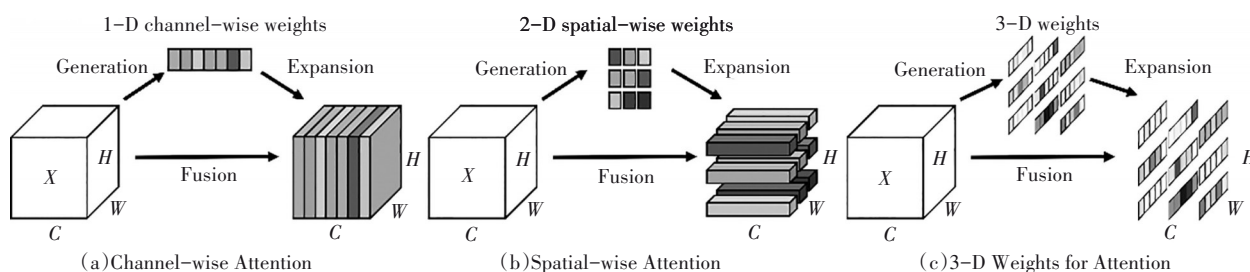 1-D channel-wise weights
Generation
Expansion
X
H
W
C
Fusion
(a)Channel-wise Attention
2-D spatial-wise weights
Generation
Expansion
X
H
W
C
Fusion
(b)Spatial-wise Attention
3-D weights
Generation
Expansion
X
H
W
C
Fusion
(c)3-D Weights for Attention